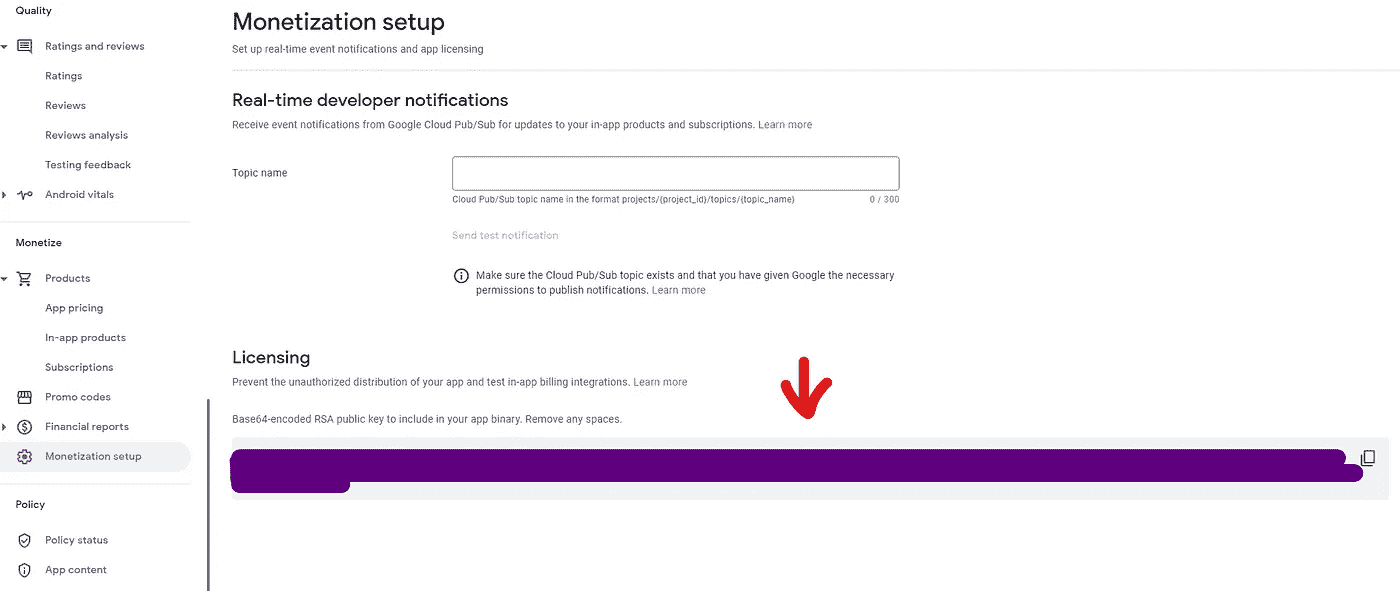 Quality
Ratings and reviews
Ratings
Reviews
Reviews analysis
Testing feedback
Android vitals
Monetize
Products
App pricing
In-app products
Subscriptions
Promo codes
Financial reports
Monetization setup
Policy
Policy status
App content
Monetization setup
Set up real-time event notifications and app licensing
Real-time developer notifications
Receive event notifications from Google Cloud Pub/Sub for updates to your in-app products and subscriptions. Learn more
Topic name
Cloud Pub/Sub topic name in the format projects/{project_id}/topics/{topic_name} 0 / 300
Send test notification
Make sure the Cloud Pub/Sub topic exists and that you have given Google the necessary
permissions to publish notifications. Learn more
Licensing
Prevent the unauthorized distribution of your app and test in-app billing integrations. Learn more
Base64-encoded RSA public key to include in your app binary. Remove any spaces.